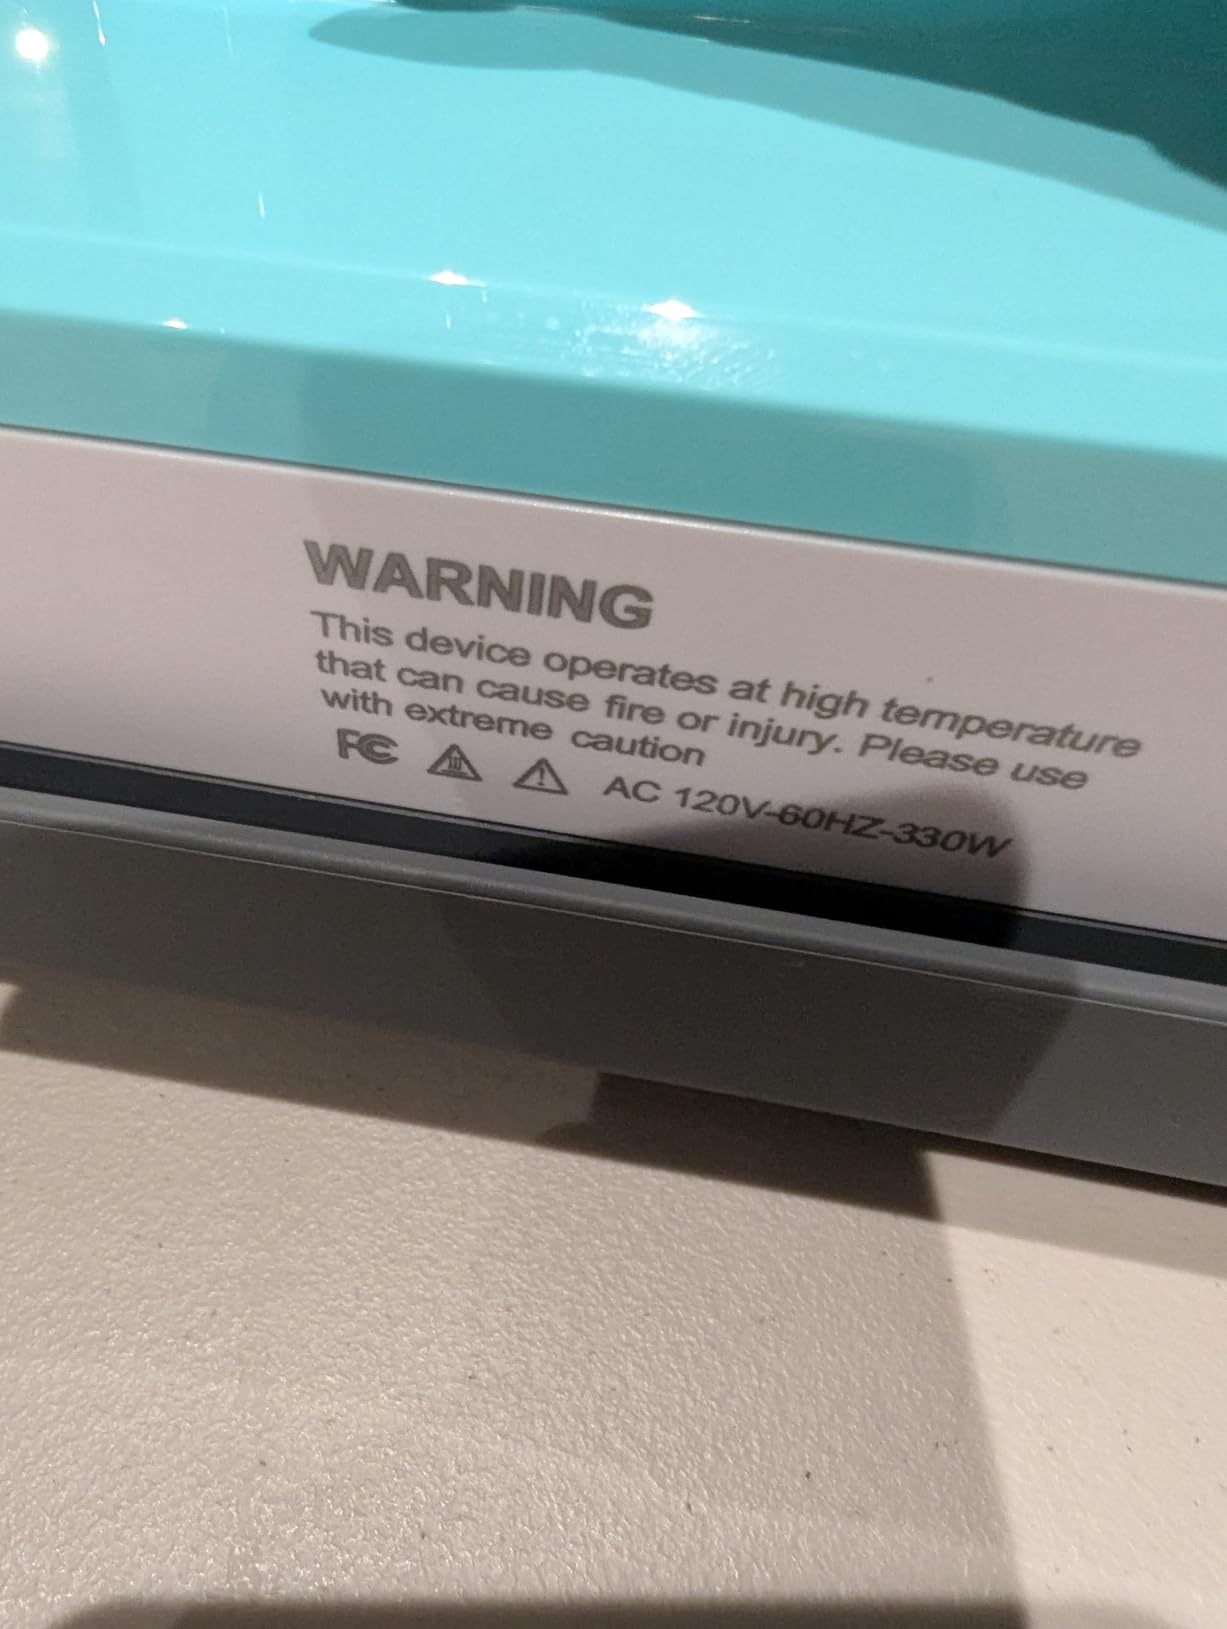 WARNING
This device operates at high temperature
that can cause fire or injury. Please use
with extreme caution
FC AC 120V-60HZ-330W